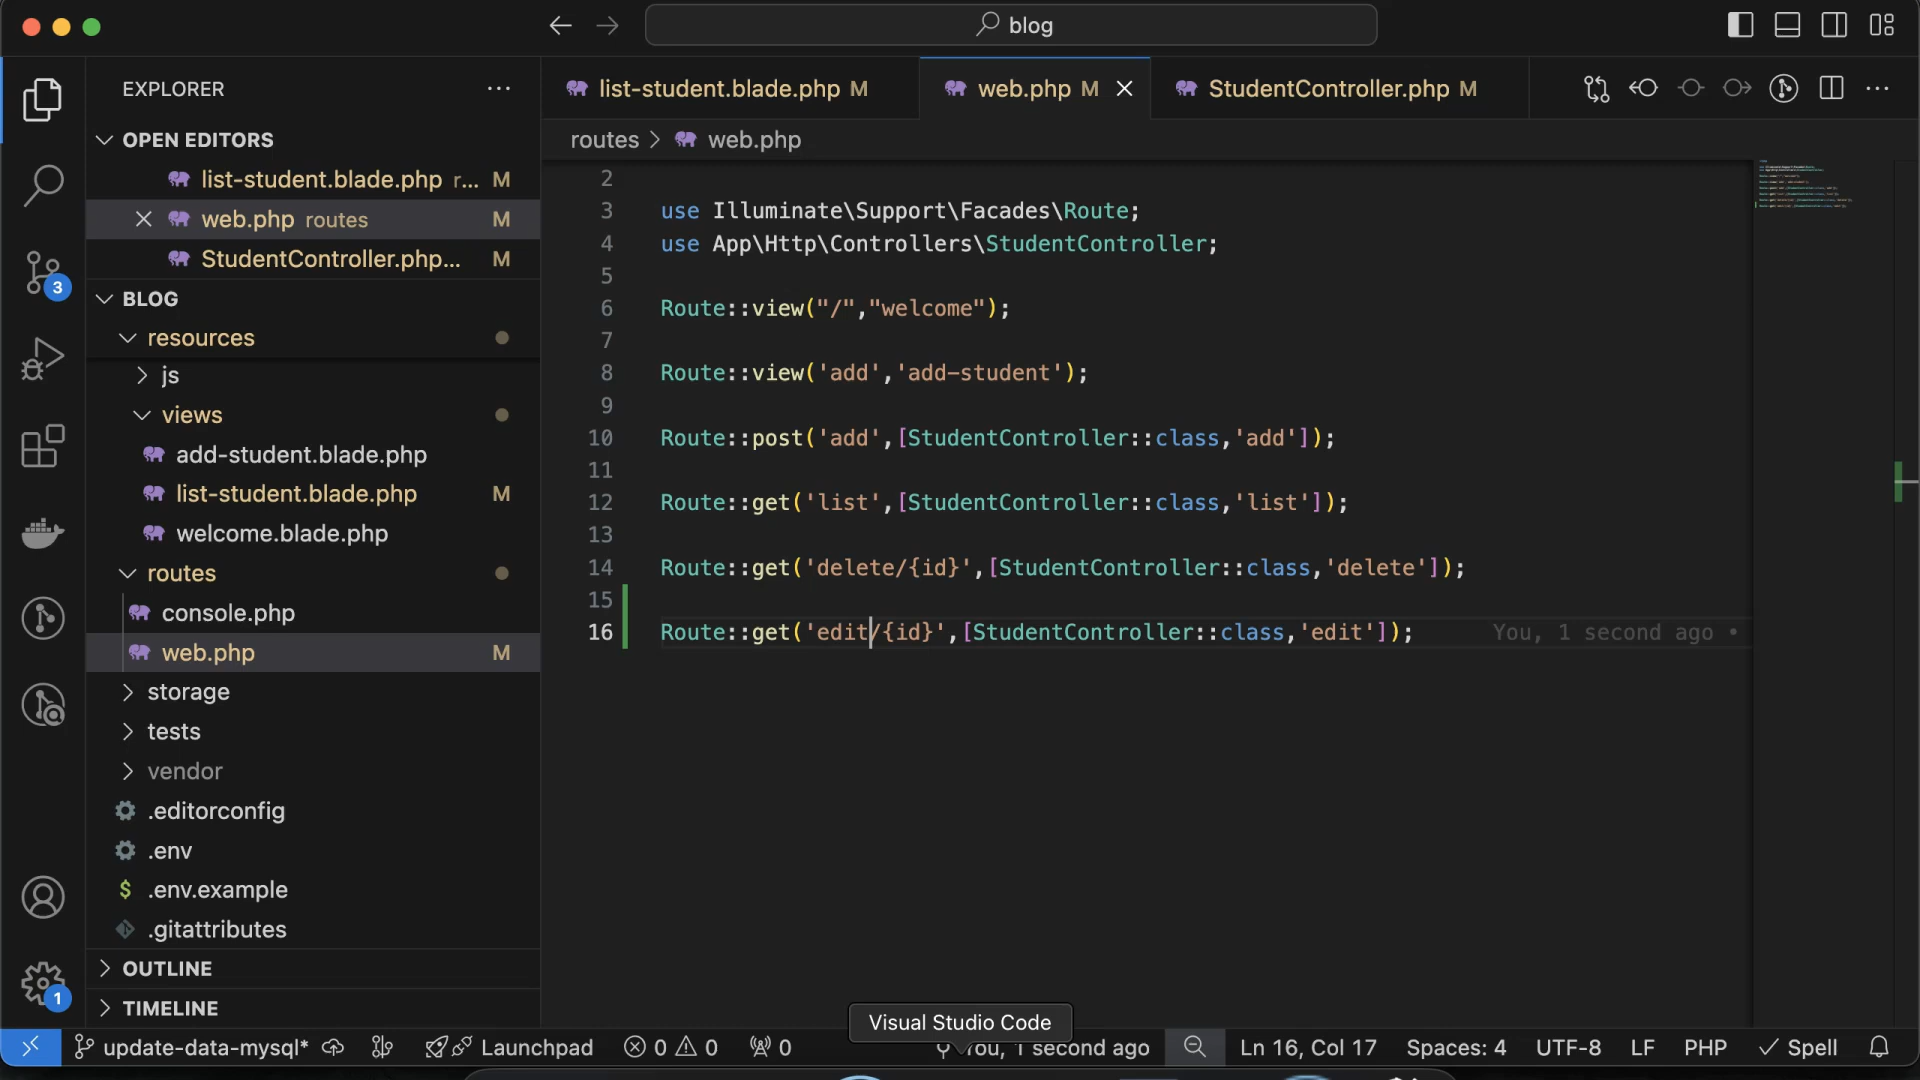 blog
EXPLORER
OPEN EDITORS
list-student.blade.php r... M
web.php routes M
StudentController.php... M
BLOG
resources
js
views
add-student.blade.php
list-student.blade.php M
welcome.blade.php
routes
console.php
web.php M
storage
tests
vendor
.editorconfig
.env
$ .env.example
.gitattributes
OUTLINE
TIMELINE
3
1
list-student.blade.php M
web.php M
StudentController.php M
routes > web.php
2
3 use Illuminate\Support\Facades\Route;
4 use App\Http\Controllers\StudentController;
5
6 Route::view("/","welcome");
7
8 Route::view('add','add-student');
9
10 Route::post('add',[StudentController::class,'add']);
11
12 Route::get('list',[StudentController::class,'list']);
13
14 Route::get('delete/{id}',[StudentController::class,'delete']);
15
16 Route::get('edit/{id}',[StudentController::class,'edit']); You, 1 second ago •
Visual Studio Code
update-data-mysql* Launchpad 0 0 0 You, 1 second ago Ln 16, Col 17 Spaces: 4 UTF-8 LF PHP Spell